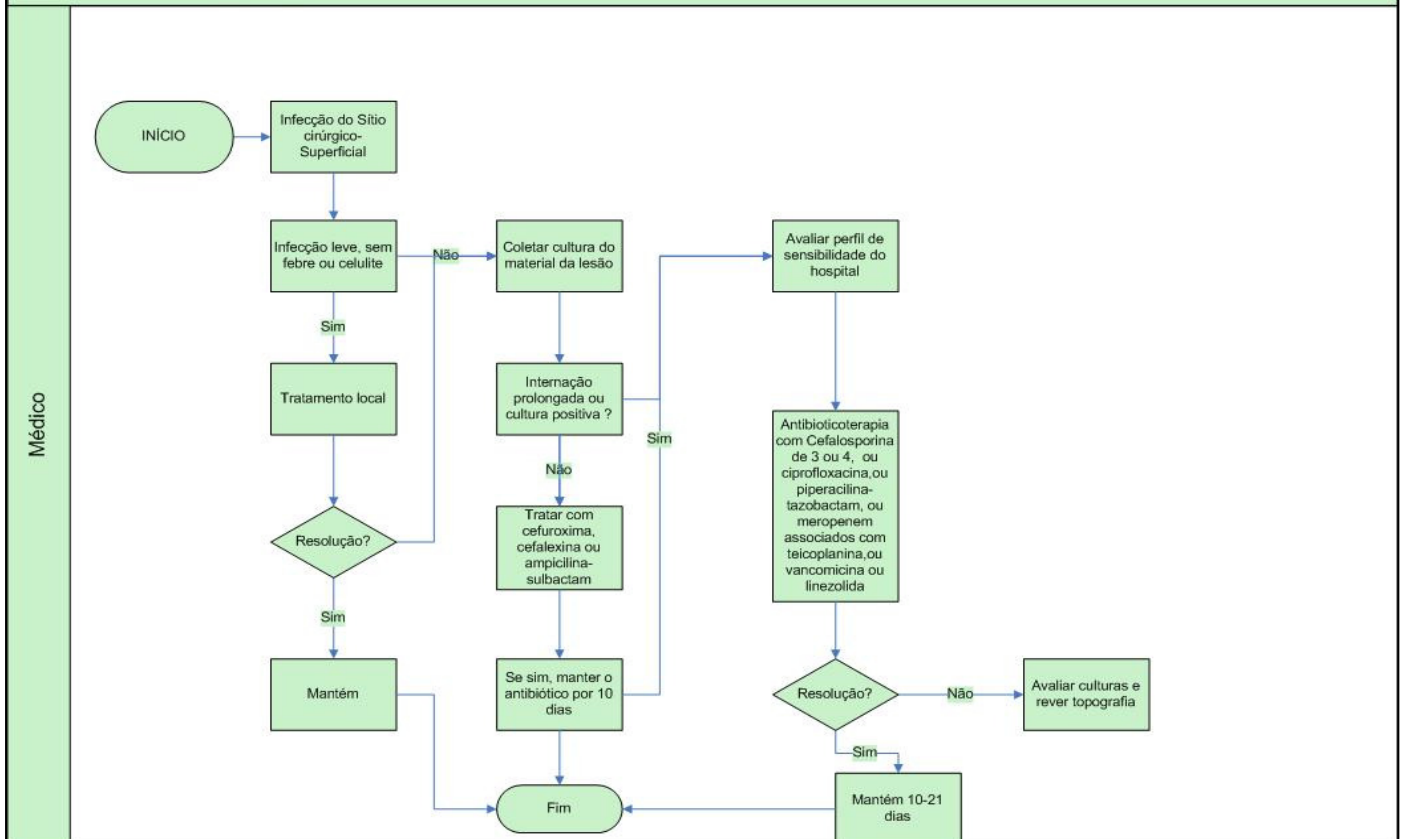 Médico
INÍCIO
Infecção do Sítio
cirúrgico-
Superficial
Infecção leve, sem
febre ou celulite
Não
Coletar cultura do
material da lesão
Avaliar perfil de
sensibilidade do
hospital
Sim
Tratamento local
Internação
prolongada ou
cultura positiva ?
Sim
Não
Antibioticoterapia
com Cefalosporina
de 3 ou 4, ou
ciprofloxacina,ou
piperacilina-
tazobactam, ou
meropenem
associados com
teicoplanina,ou
vancomicina ou
linezolida
Resolução?
Tratar com
cefuroxima,
cefalexina ou
ampicilina-
sulbactam
Sim
Mantém
Se sim, manter o
antibiótico por 10
dias
Resolução?
Não
Avaliar culturas e
rever topografia
Sim
Fim
Mantém 10-21
dias